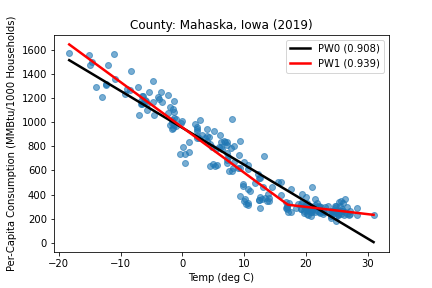 County: Mahaska, Iowa (2019)
Per-Capita Consumption (MMBtu/1000 Households)
1600
1400
1200
1000
800
600
400
200
0
PW0 (0.908)
PW1 (0.939)
−20 −10 0 10 20 30
Temp (deg C)